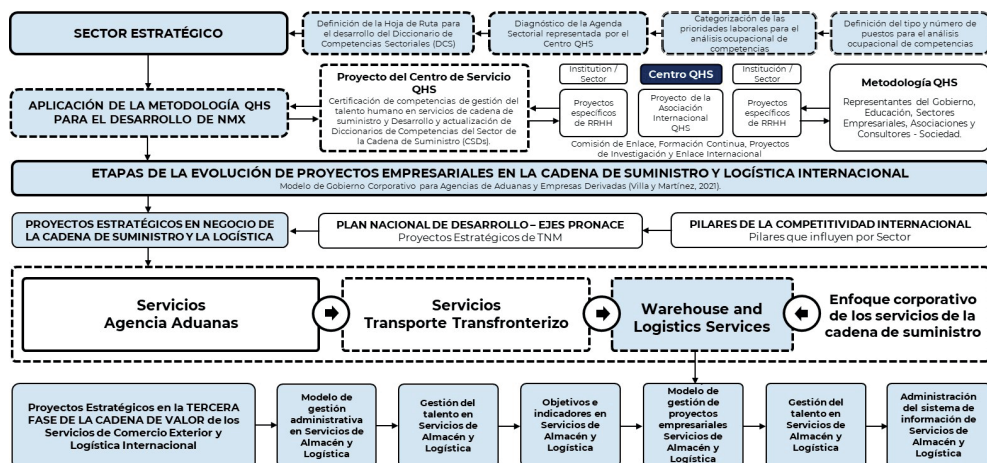 SECTOR ESTRATÉGICO
Definición de la Hoja de Ruta para
el desarrollo del Diccionario de
Competencias Sectoriales (DCS)
Diagnóstico de la Agenda
Sectorial representada por el
Centro QHS
Categorización de las
prioridades laborales para el
análisis ocupacional de
competencias
Definición del tipo y número de
puestos para el análisis
ocupacional de competencias
APLICACIÓN DE LA METODOLOGÍA QHS
PARA EL DESARROLLO DE NMX
Proyecto del Centro de Servicio
QHS
Certificación de competencias de gestión del
talento humano en servicios de cadena de
suministro y Desarrollo y actualización de
Diccionarios de Competencias del Sector de
la Cadena de Suministro (CSDs).
Institution /
Sector
Proyectos
específicos
de RRHH
Centro QHS
Proyecto de la
Asociación
Internacional
QHS
Institución /
Sector
Proyectos
específicos
de RRHH
Comisión de Enlace, Formación Continua, Proyectos
de Investigación y Enlace Internacional
Metodología QHS
Representantes del Gobierno,
Educación, Sectores
Empresariales, Asociaciones y
Consultores - Sociedad.
ETAPAS DE LA EVOLUCIÓN DE PROYECTOS EMPRESARIALES EN LA CADENA DE SUMINISTRO Y LOGÍSTICA INTERNACIONAL
Modelo de Gobierno Corporativo para Agencias de Aduanas y Empresas Derivadas (Villa y Martínez, 2021).
PROYECTOS ESTRATÉGICOS EN NEGOCIO DE
LA CADENA DE SUMINISTRO Y LA LOGÍSTICA
PLAN NACIONAL DE DESARROLLO – EJES PRONACE
Proyectos Estratégicos de TNM
PILARES DE LA COMPETITIVIDAD INTERNACIONAL
Pilares que influyen por Sector
Servicios
Agencia Aduanas
Servicios
Transporte Transfronterizo
Warehouse and
Logistics Services
Enfoque corporativo
de los servicios de la
cadena de suministro
Proyectos Estratégicos en la TERCERA
FASE DE LA CADENA DE VALOR de los
Servicios de Comercio Exterior y
Logística Internacional
Modelo de
gestión
administrativa
en Servicios de
Almacén y
Logística
Gestión del
talento en
Servicios de
Almacén y
Logística
Objetivos e
indicadores en
Servicios de
Almacén y
Logística
Modelo de
gestión de
proyectos
empresariales
Servicios de
Almacén y
Logística
Gestión del
talento en
Servicios de
Almacén y
Logística
Administración
del sistema de
información de
Servicios de
Almacén y
Logística